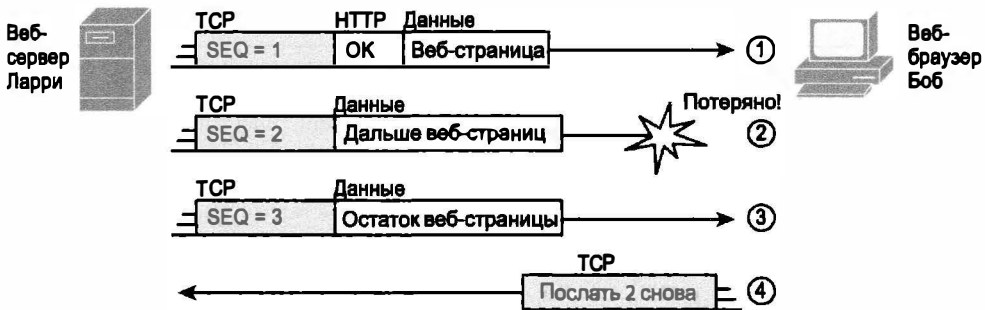 Веб-
сервер
Ларри
TCP HTTP Данные
SEQ = 1 OK Веб-страница
1
Веб-
браузер
Боб
TCP Данные Потеряно!
SEQ = 2 Дальше веб-страниц
2
TCP Данные
SEQ = 3 Остаток веб-страницы
3
TCP
Послать 2 снова
4